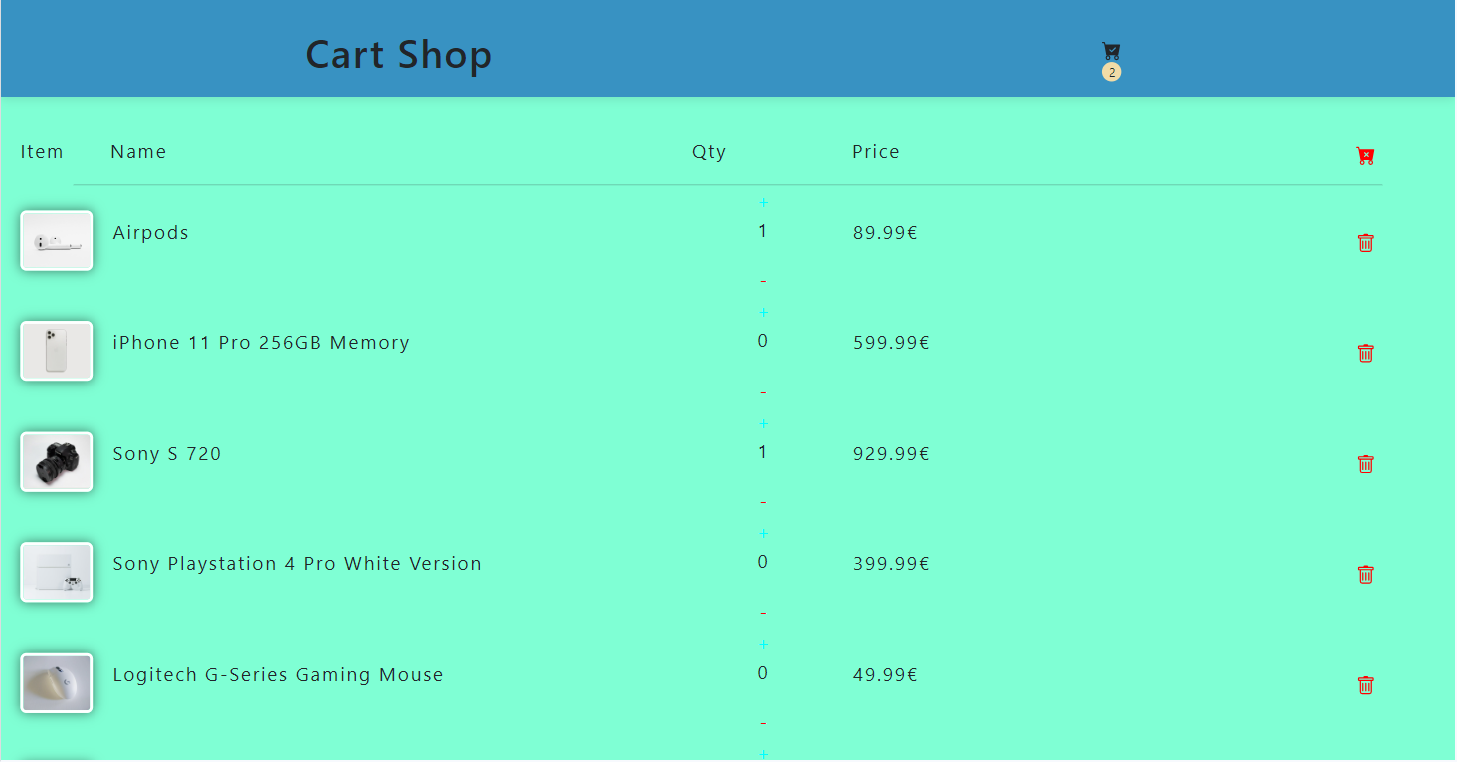 Cart Shop
2
Item Name Qty Price
+
Airpods 1 89.99€
-
+
iPhone 11 Pro 256GB Memory 0 599.99€
-
+
Sony S 720 1 929.99€
-
+
Sony Playstation 4 Pro White Version 0 399.99€
-
+
Logitech G-Series Gaming Mouse 0 49.99€
-
+